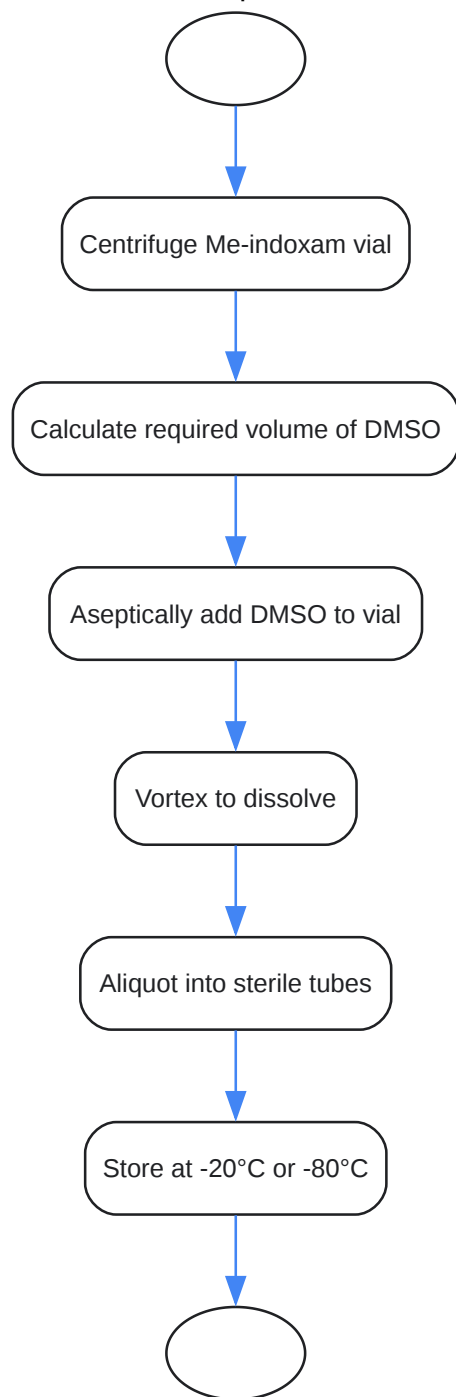 Centrifuge Me-indoxam vial
Calculate required volume of DMSO
Aseptically add DMSO to vial
Vortex to dissolve
Aliquot into sterile tubes
Store at -20°C or -80°C